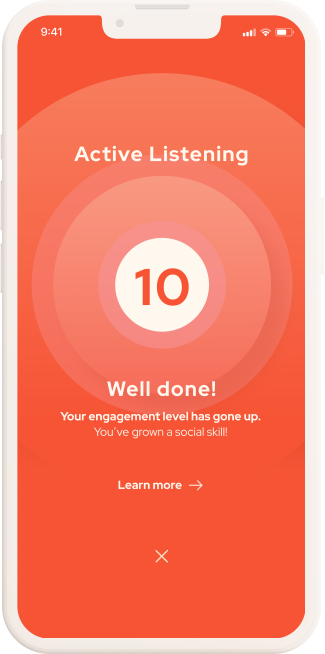 9:41
Active Listening
10
Well done!
Your engagement level has gone up.
You've grown a social skill!
Learn more →